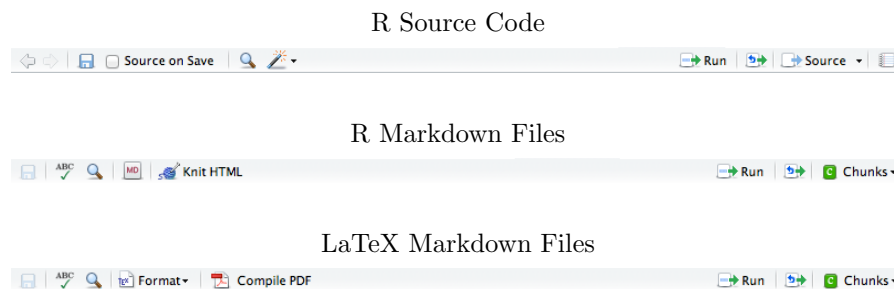 R Source Code
Source on Save Run Source
R Markdown Files
ABC MD Knit HTML Run C Chunks
LaTeX Markdown Files
ABC TEX Format Compile PDF Run C Chunks